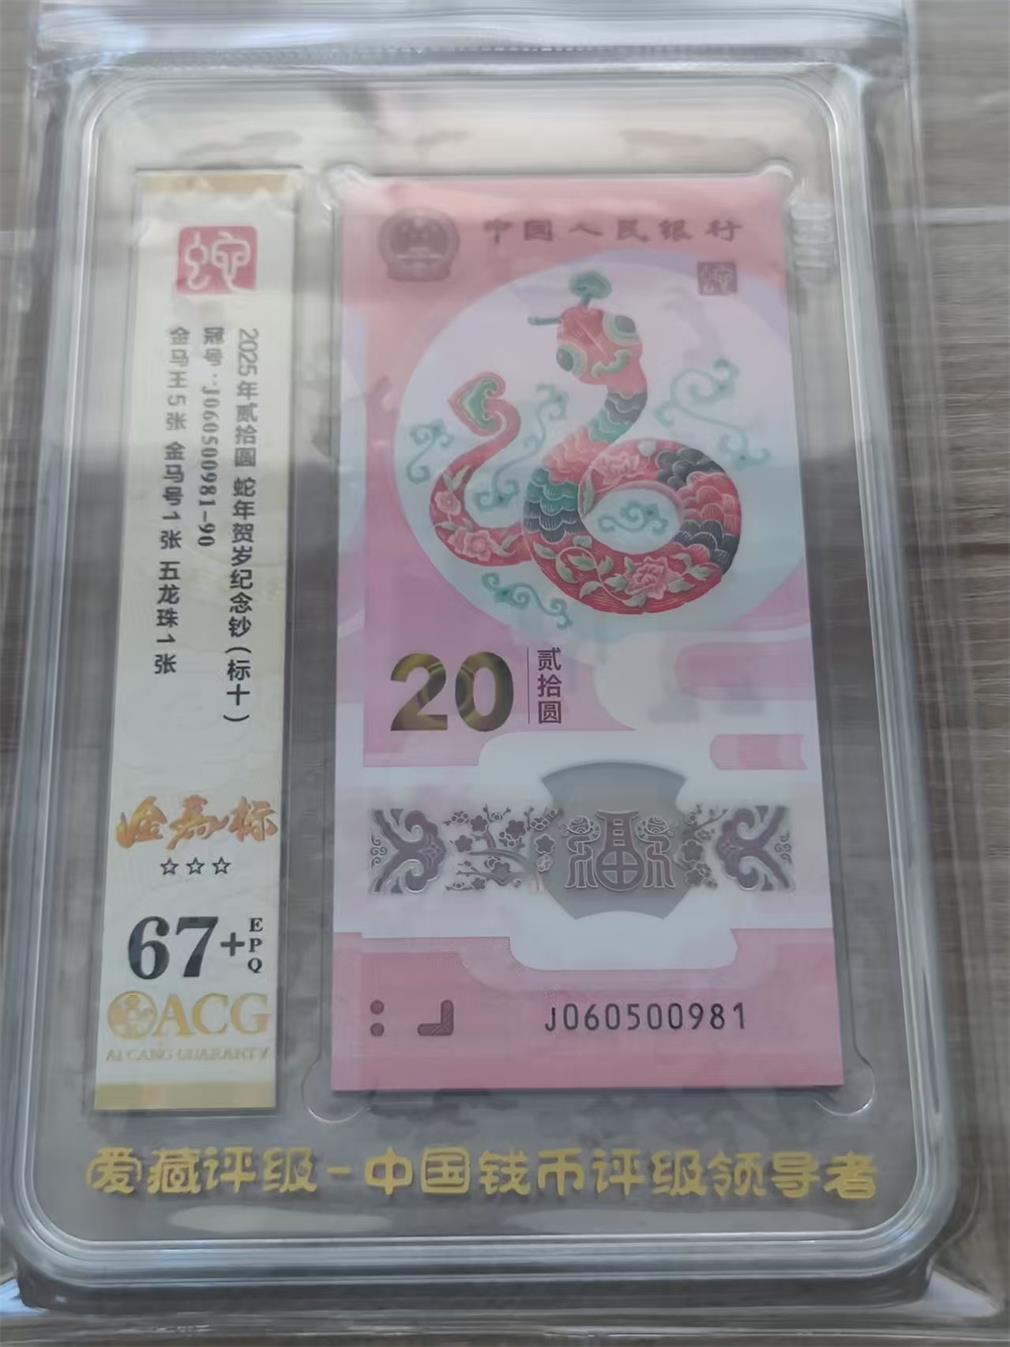 蛇
2025年贰拾圆 蛇年贺岁纪念钞(标十)
冠号:J060500981-90
金马王5张 金马号1张 五龙珠1张
金马标
☆☆☆
67+
EPQ
ACG
AI CANG GUARANTY
中国人民银行
蛇
20
贰拾圆
福
J060500981
爱藏评级-中国钱币评级领导者